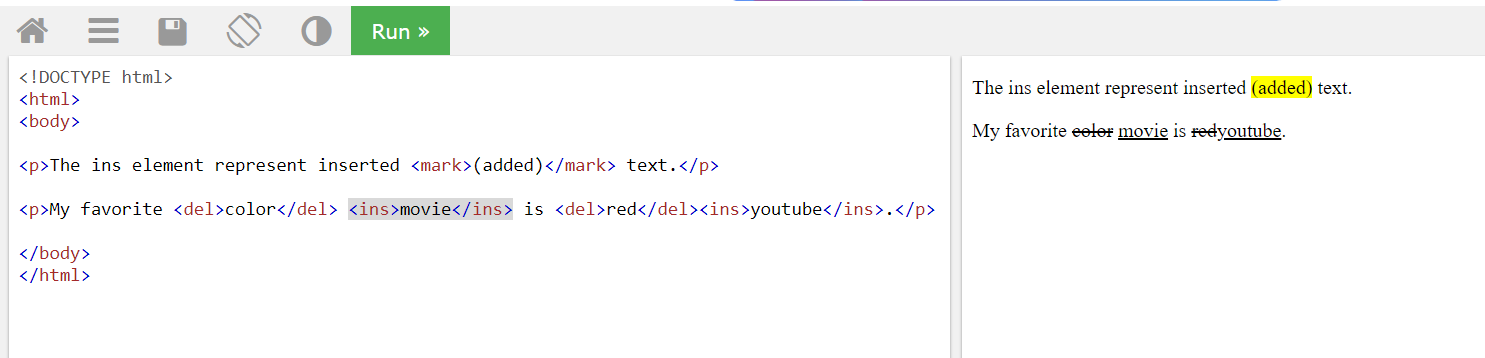 Run »
<!DOCTYPE html>
<html>
<body>
<p>The ins element represent inserted <mark>(added)</mark> text.</p>
<p>My favorite <del>color</del> <ins>movie</ins> is <del>red</del><ins>youtube</ins>.</p>
</body>
</html>
The ins element represent inserted (added) text.
My favorite color movie is redyoutube.